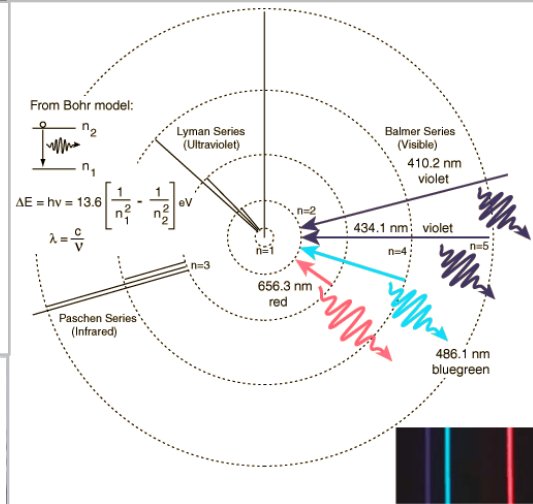 From Bohr model:
n2
n1
ΔE = hν = 13.6 [ 1/n1² - 1/n2² ] eV
λ = c/ν
Lyman Series
(Ultraviolet)
Balmer Series
(Visible)
410.2 nm
violet
n=2
434.1 nm violet
n=1
n=4
n=5
n=3
656.3 nm
red
Paschen Series
(Infrared)
486.1 nm
bluegreen